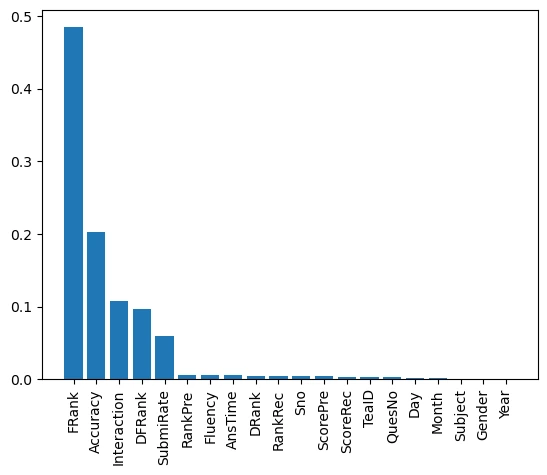 0.5
0.4
0.3
0.2
0.1
0.0
FRank
Accuracy
Interaction
DFRank
SubmiRate
RankPre
Fluency
AnsTime
DRank
RankRec
Sno
ScorePre
ScoreRec
TeaID
QuesNo
Day
Month
Subject
Gender
Year